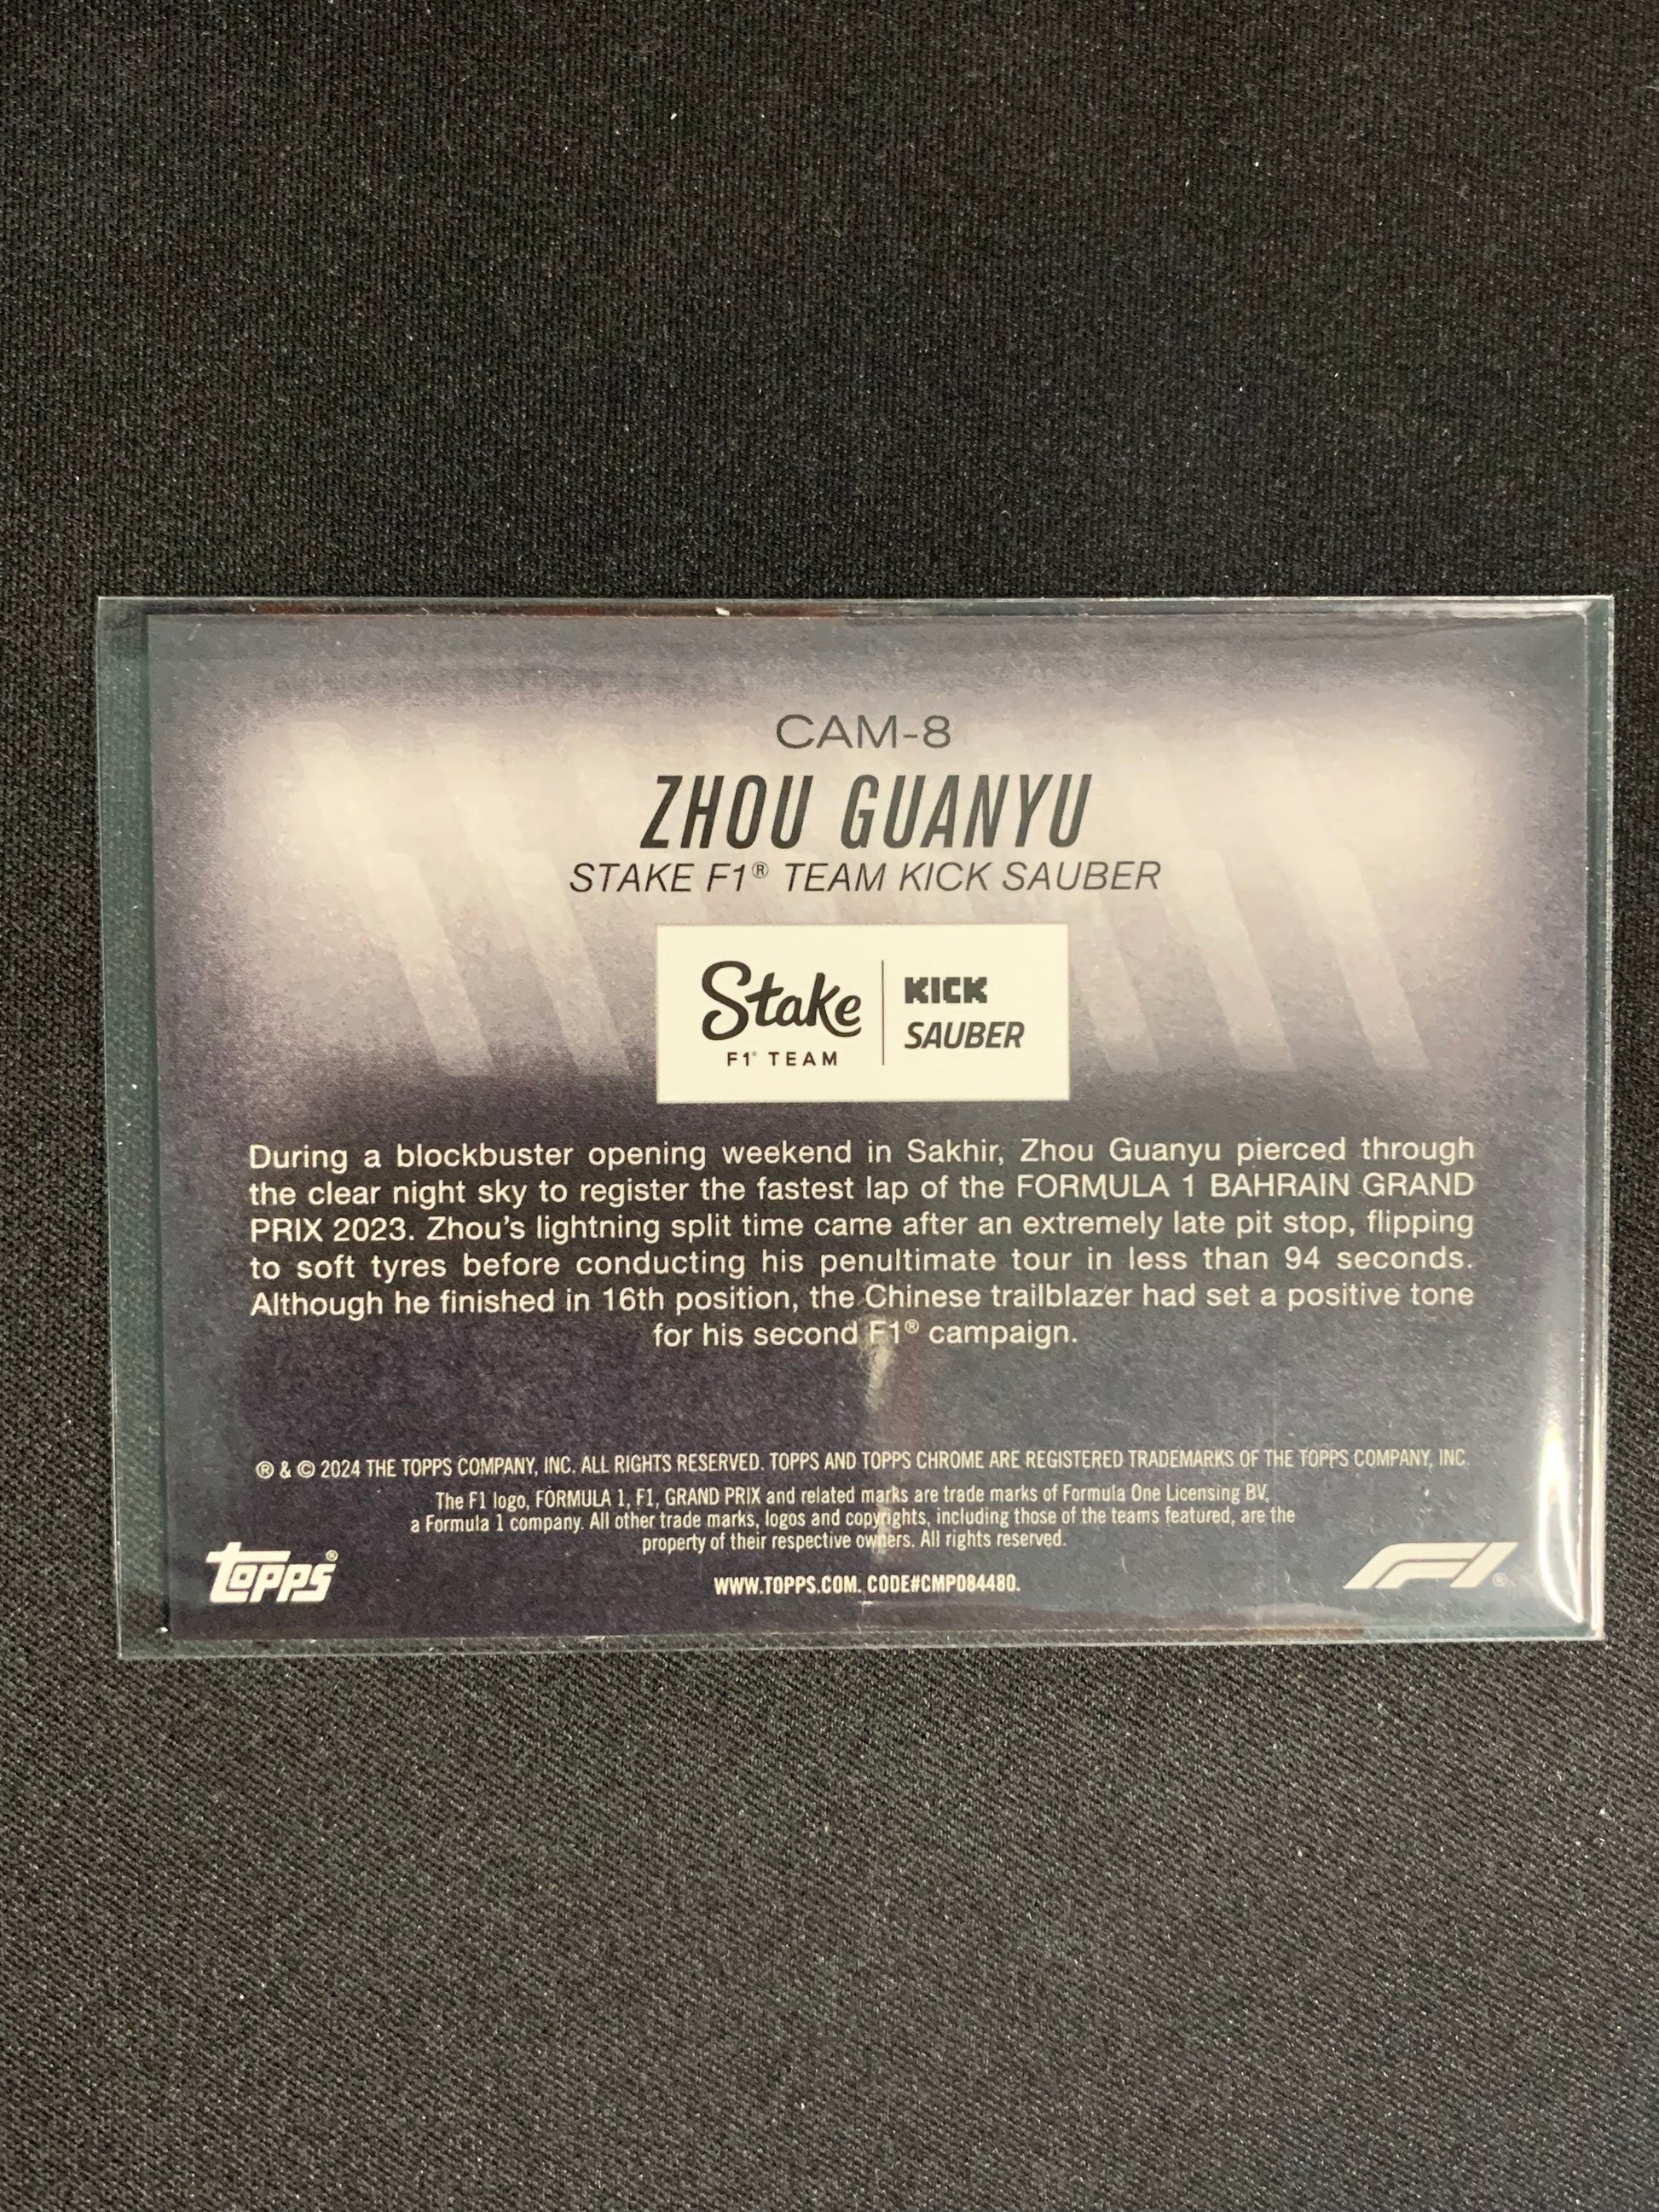 CAM-8
ZHOU GUANYU
STAKE F1® TEAM KICK SAUBER
Stake
F1® TEAM
KICK
SAUBER
During a blockbuster opening weekend in Sakhir, Zhou Guanyu pierced through
the clear night sky to register the fastest lap of the FORMULA 1 BAHRAIN GRAND
PRIX 2023. Zhou's lightning split time came after an extremely late pit stop, flipping
to soft tyres before conducting his penultimate tour in less than 94 seconds.
Although he finished in 16th position, the Chinese trailblazer had set a positive tone
for his second F1® campaign.
® & © 2024 THE TOPPS COMPANY, INC. ALL RIGHTS RESERVED. TOPPS AND TOPPS CHROME ARE REGISTERED TRADEMARKS OF THE TOPPS COMPANY, INC.
The F1 logo, FORMULA 1, F1, GRAND PRIX and related marks are trade marks of Formula One Licensing BV,
a Formula 1 company. All other trade marks, logos and copyrights, including those of the teams featured, are the
property of their respective owners. All rights reserved.
WWW.TOPPS.COM. CODE#CMP084480.
topps®
F1®